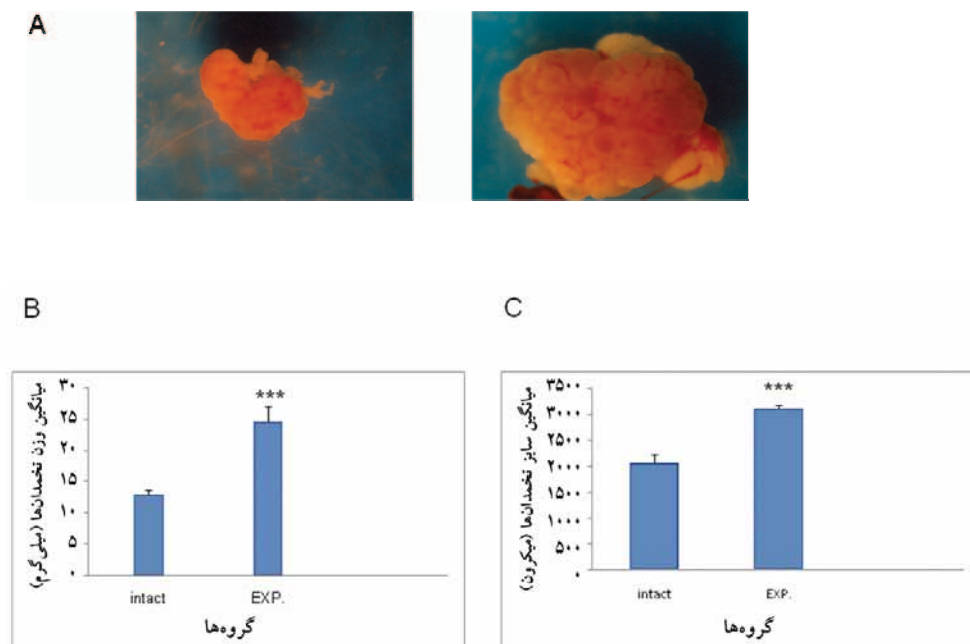 A
B
میانگین وزن تخمدان‌ها (میلی‌گرم)
۳۰
۲۵
۲۰
۱۵
۱۰
۵
۰
***
intact
EXP.
گروه‌ها
C
میانگین سایز تخمدان‌ها (میکرون)
۳۵۰۰
۳۰۰۰
۲۵۰۰
۲۰۰۰
۱۵۰۰
۱۰۰۰
۵۰۰
۰
***
intact
EXP.
گروه‌ها